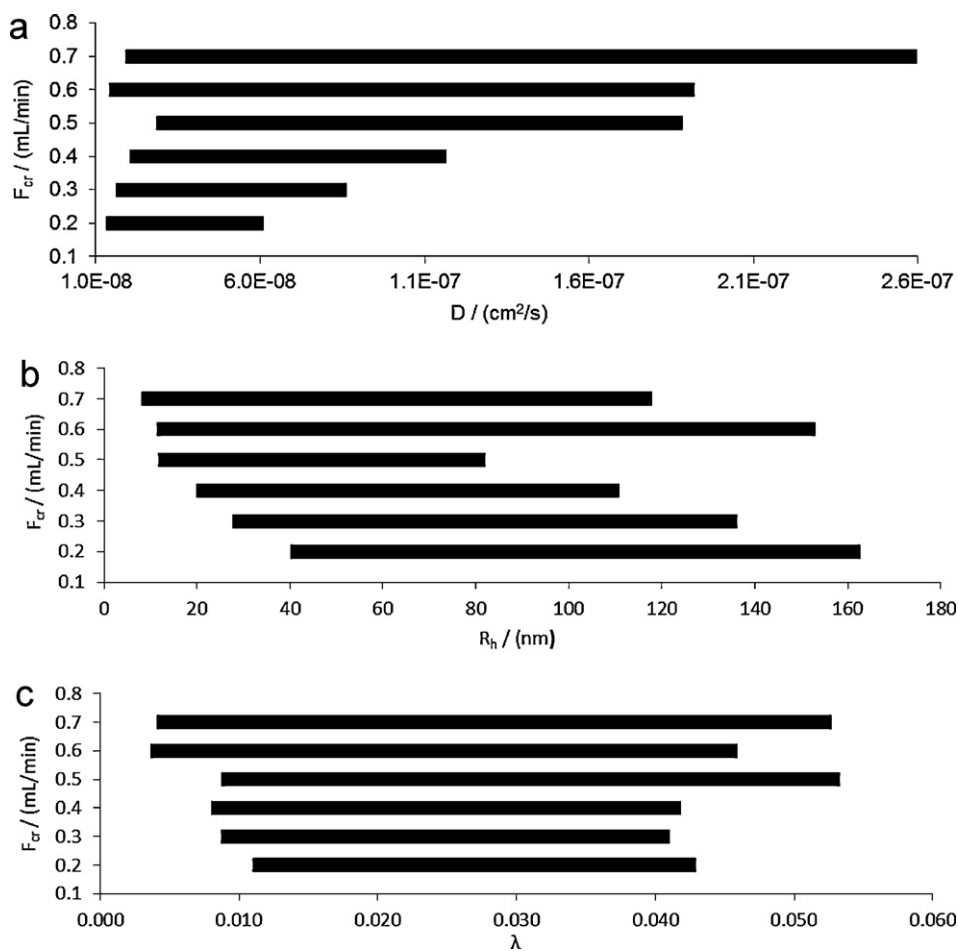 a
F_cr / (mL/min)
0.8
0.7
0.6
0.5
0.4
0.3
0.2
0.1
1.0E-08 6.0E-08 1.1E-07 1.6E-07 2.1E-07 2.6E-07
D / (cm²/s)
b
F_cr / (mL/min)
0.8
0.7
0.6
0.5
0.4
0.3
0.2
0.1
0 20 40 60 80 100 120 140 160 180
R_h / (nm)
c
F_cr / (mL/min)
0.8
0.7
0.6
0.5
0.4
0.3
0.2
0.1
0.000 0.010 0.020 0.030 0.040 0.050 0.060
λ